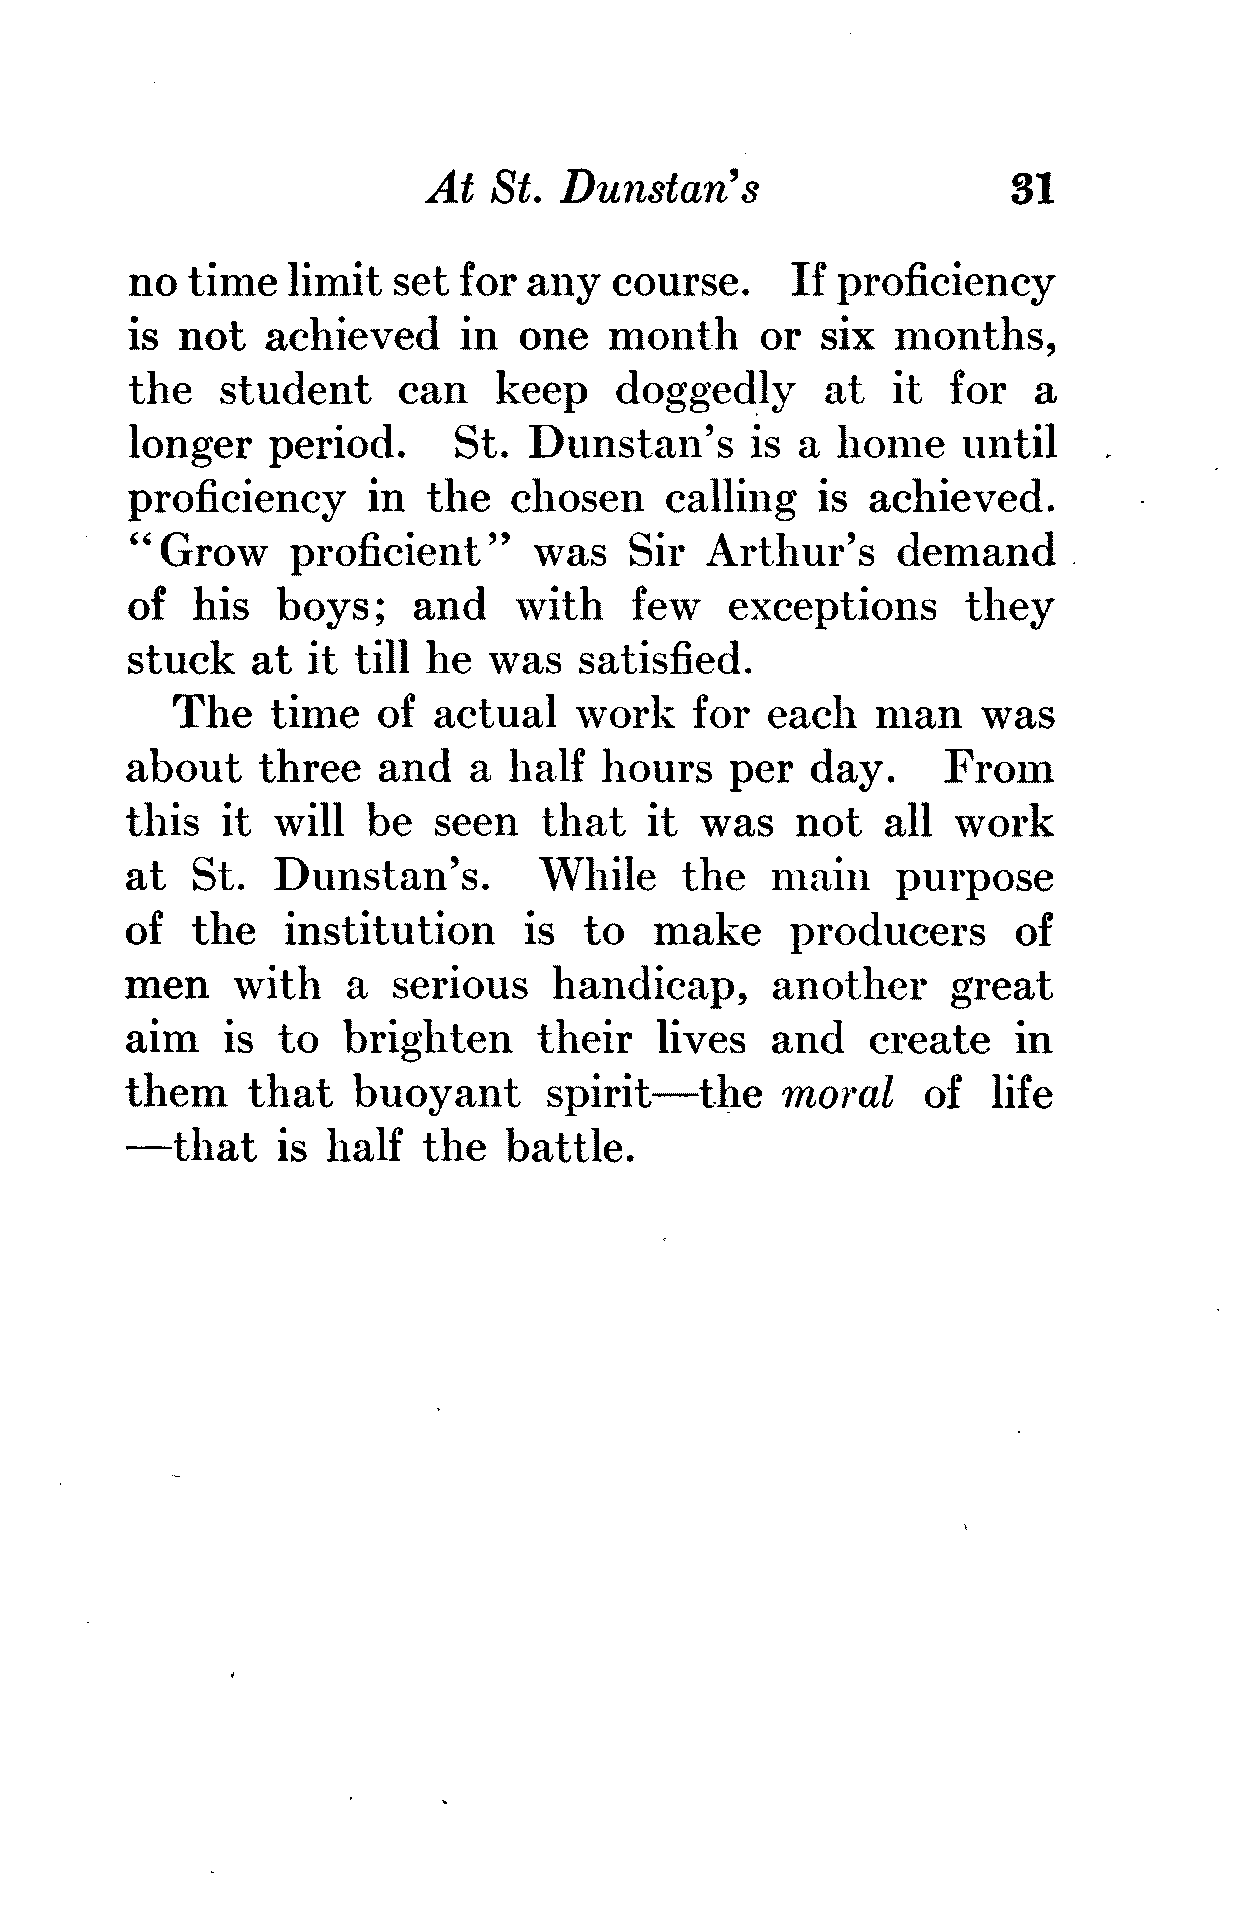 At St. Dunstan's 31
no time limit set for any course. If proficiency
is not achieved in one month or six months,
the student can keep doggedly at it for a
longer period. St. Dunstan's is a home until
proficiency in the chosen calling is achieved.
"Grow proficient" was Sir Arthur's demand
of his boys; and with few exceptions they
stuck at it till he was satisfied.
The time of actual work for each man was
about three and a half hours per day. From
this it will be seen that it was not all work
at St. Dunstan's. While the main purpose
of the institution is to make producers of
men with a serious handicap, another great
aim is to brighten their lives and create in
them that buoyant spirit—the moral of life
—that is half the battle.